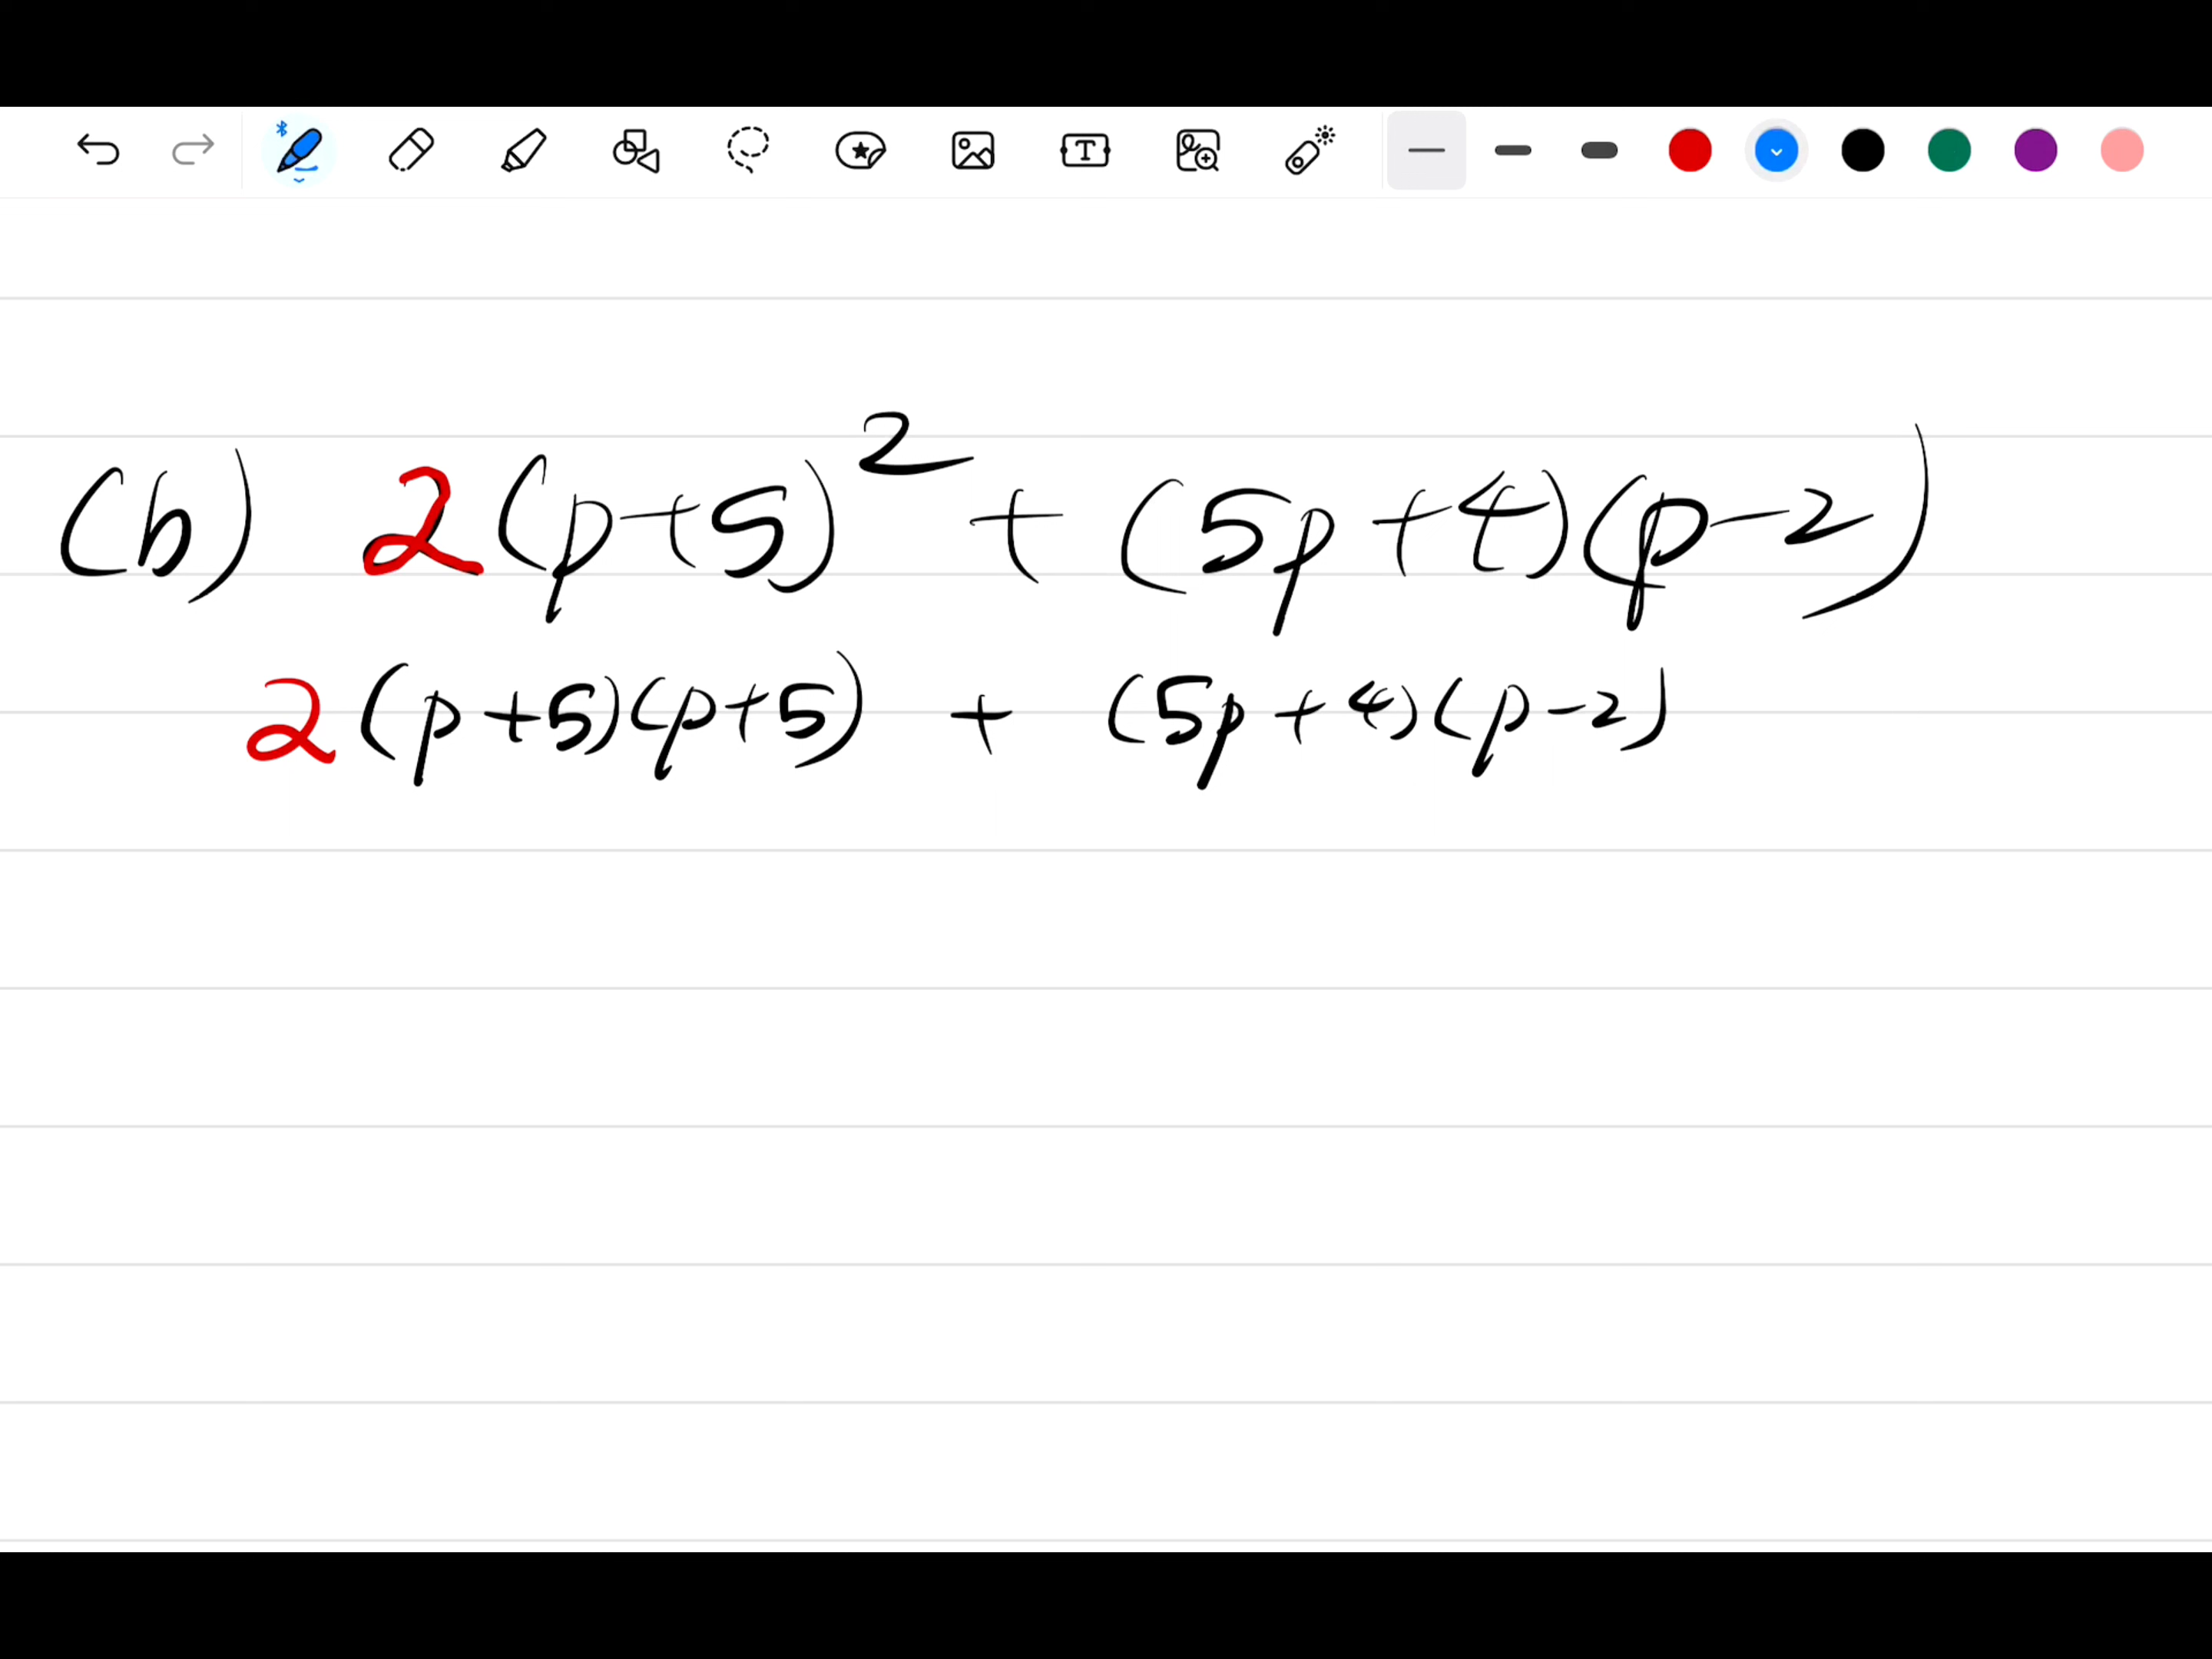 (b) 2(p+5)² + (5p+4)(p-2)
2(p+5)(p+5) + (5p+4)(p-2)